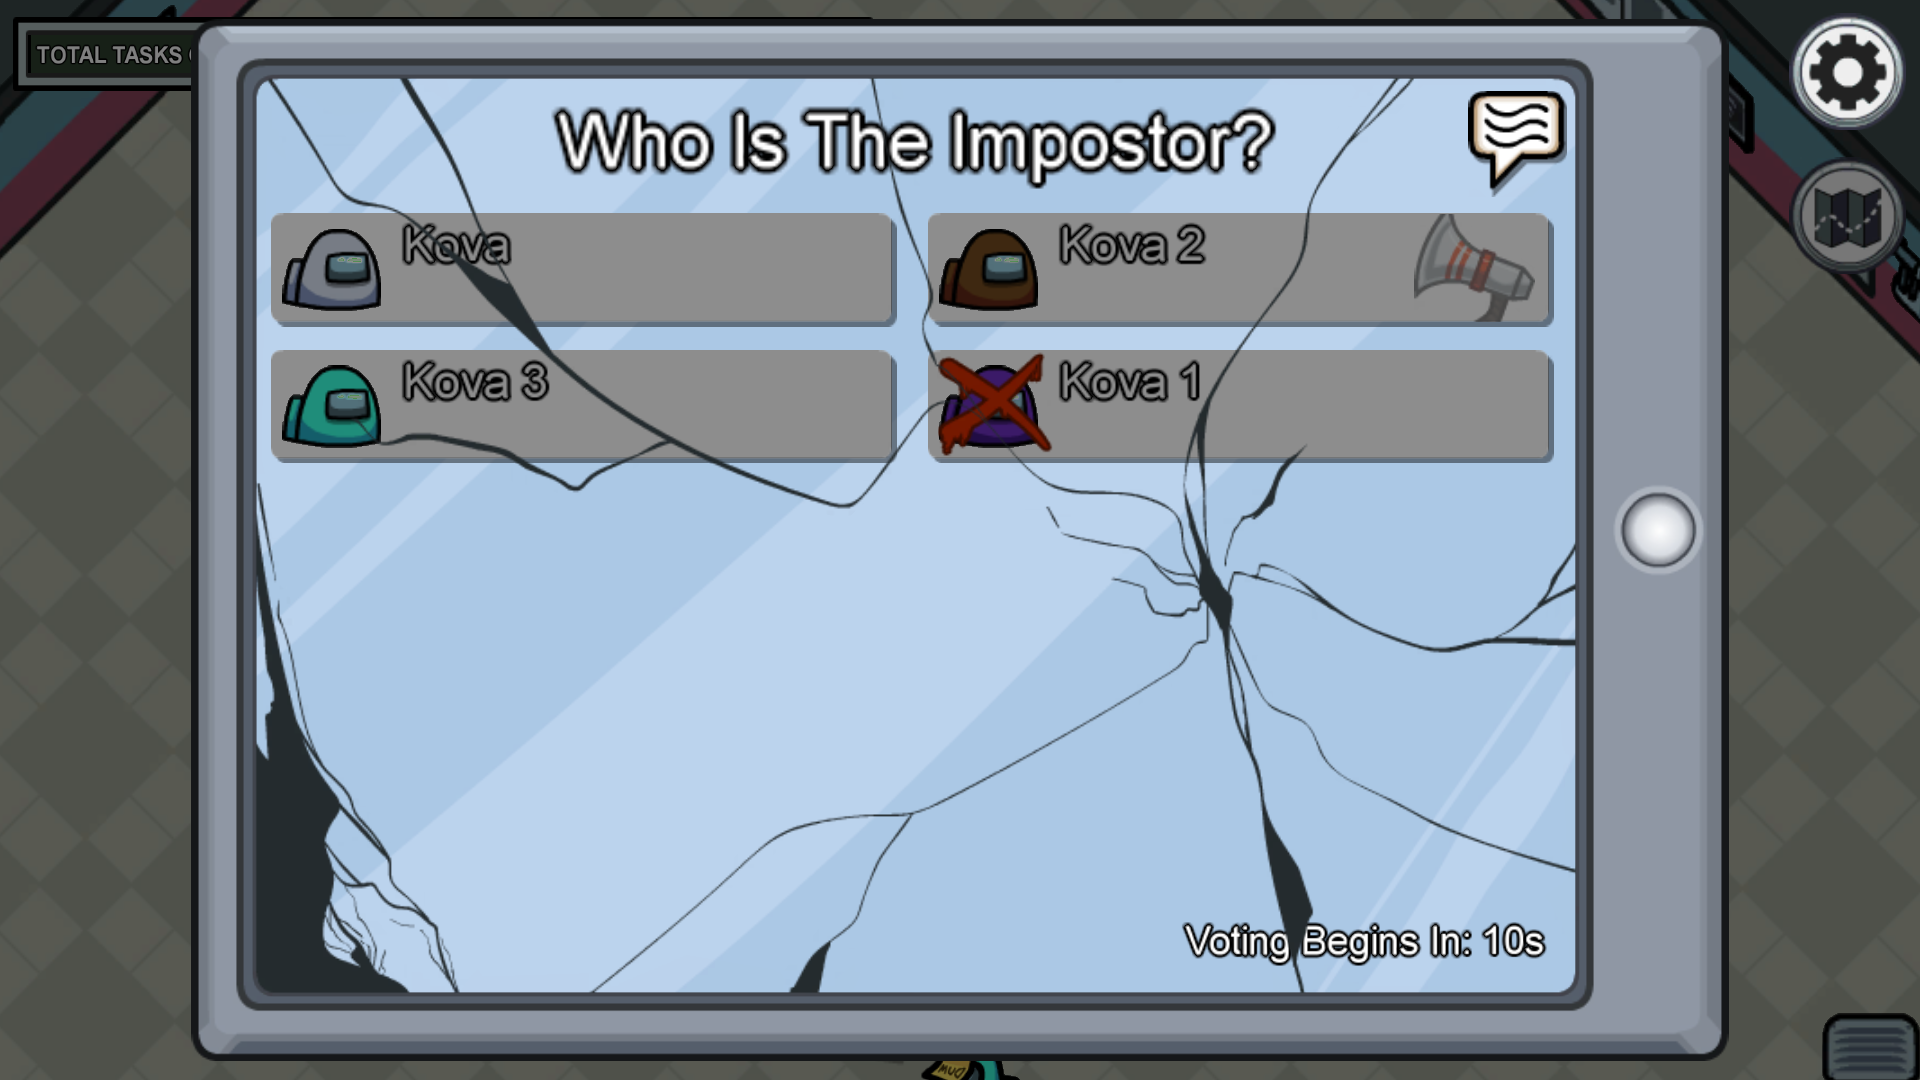 TOTAL TASKS
Who Is The Impostor?
Kova
Kova 2
Kova 3
Kova 1
Voting Begins In: 10s